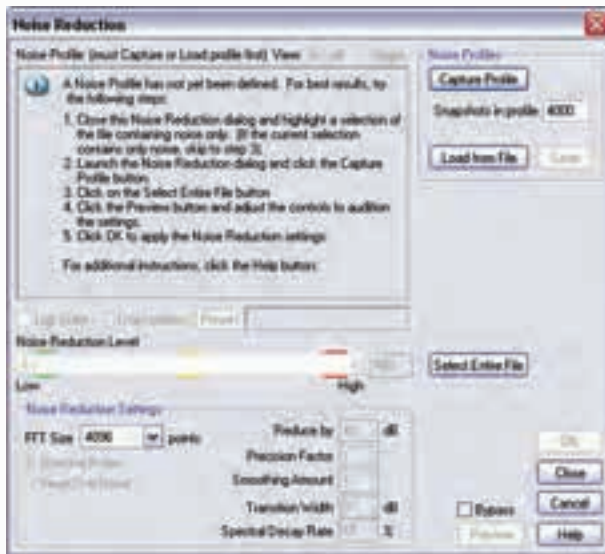 Noise Reduction
Noise Profile: (must Capture or Load profile first) View:
Noise Profiles
A Noise Profile has not yet been defined. For best results, try
the following steps:
1. Close this Noise Reduction dialog and highlight a selection of
the file containing noise only. (If the current selection
contains only noise, skip to step 3).
2. Launch the Noise Reduction dialog and click the Capture
Profile button.
3. Click on the Select Entire File button
4. Click the Preview button and adjust the controls to audition
the settings.
5. Click OK to apply the Noise Reduction settings
For additional instructions, click the Help button.
Capture Profile
Snapshots in profile 4000
Load from File
Save
Log Scale
Reset
Noise Reduction Level
Low
High
Select Entire File
Noise Reduction Settings
FFT Size 4096 points
Reduce by
dB
Precision Factor
Smoothing Amount
Transition Width
dB
Spectral Decay Rate
%
OK
Close
Bypass
Cancel
Preview
Help